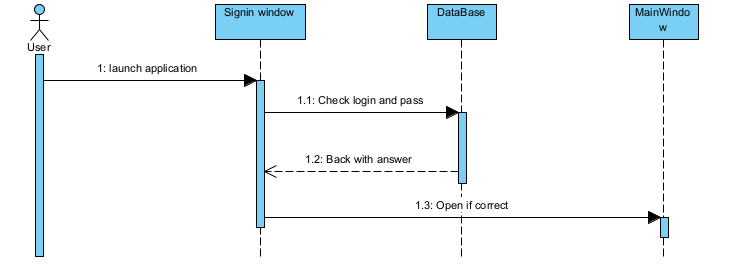 Signin window
DataBase
MainWindo
w
User
1: launch application
1.1: Check login and pass
1.2: Back with answer
1.3: Open if correct